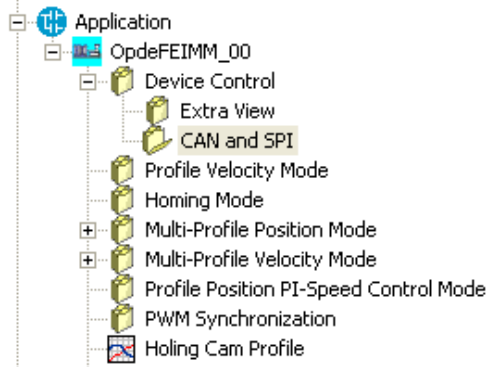 Application
OpdeFEIMM_00
Device Control
Extra View
CAN and SPI
Profile Velocity Mode
Homing Mode
Multi-Profile Position Mode
Multi-Profile Velocity Mode
Profile Position PI-Speed Control Mode
PWM Synchronization
Holing Cam Profile